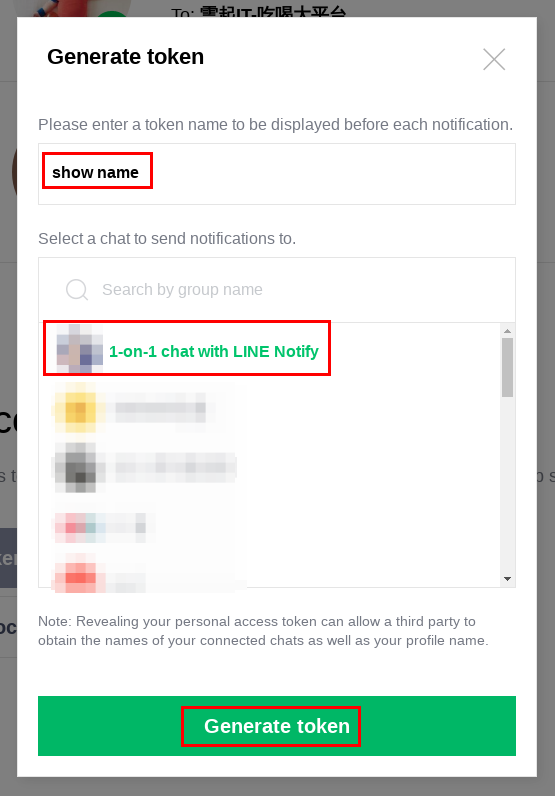 To: 雲起IT-吃喝大平台
Generate token
Please enter a token name to be displayed before each notification.
show name
Select a chat to send notifications to.
Search by group name
1-on-1 chat with LINE Notify
Note: Revealing your personal access token can allow a third party to
obtain the names of your connected chats as well as your profile name.
Generate token